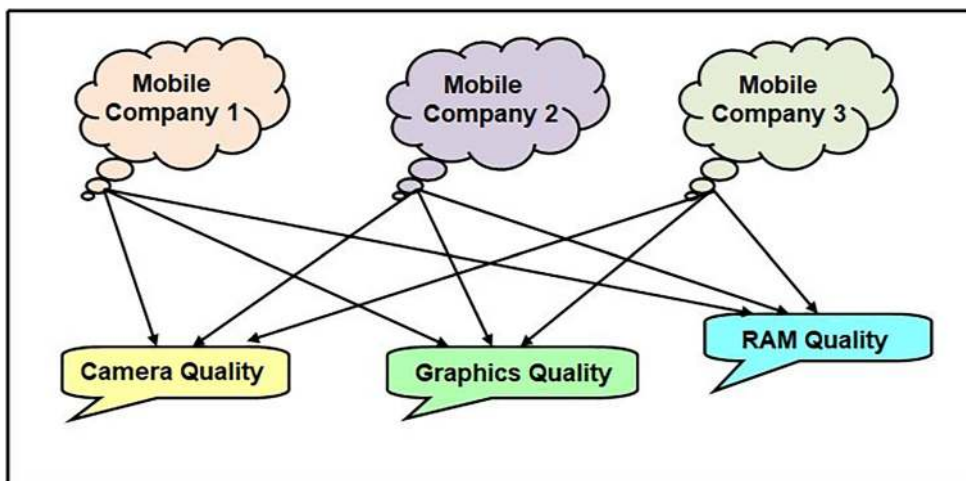 Mobile
Company 1
Mobile
Company 2
Mobile
Company 3
Camera Quality
Graphics Quality
RAM Quality